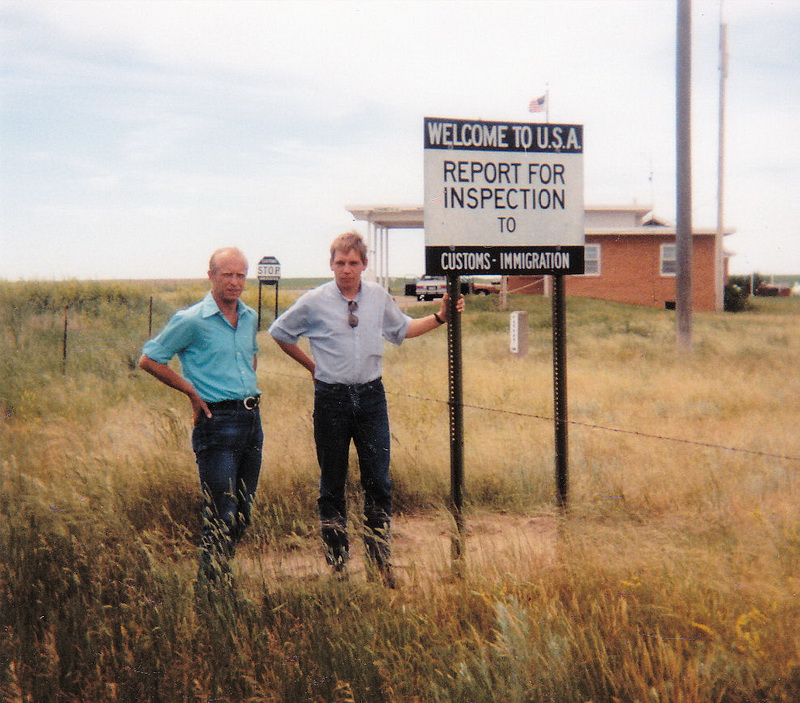 WELCOME TO U.S.A.
REPORT FOR
INSPECTION
TO
CUSTOMS - IMMIGRATION
STOP